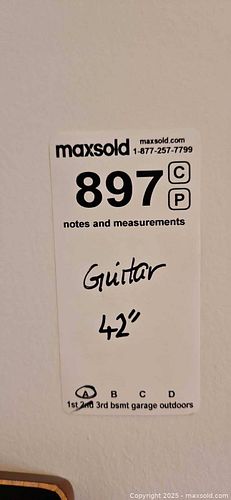 maxsold maxsold.com
1-877-257-7799
897 C
P
notes and measurements
Guitar
42"
A B C D
1st 2nd 3rd bsmt garage outdoors
Copyright © 2025 - maxsold.com